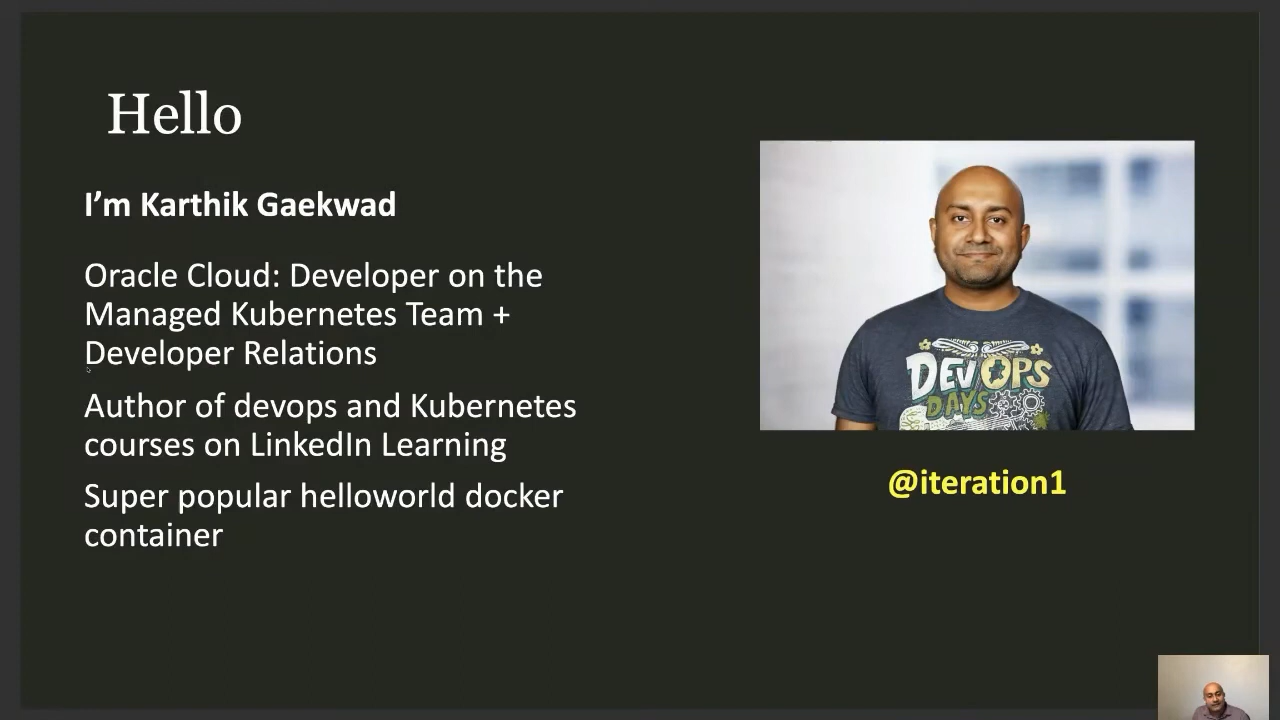 Hello
I’m Karthik Gaekwad
Oracle Cloud: Developer on the
Managed Kubernetes Team +
Developer Relations
Author of devops and Kubernetes
courses on LinkedIn Learning
Super popular helloworld docker
container
DEVOPS
DAYS
@iteration1